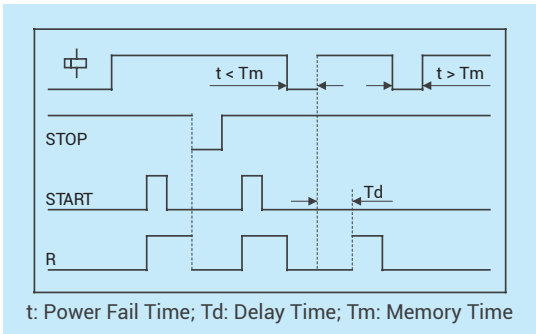 t < Tm
t > Tm
STOP
START
Td
R
t: Power Fail Time; Td: Delay Time; Tm: Memory Time